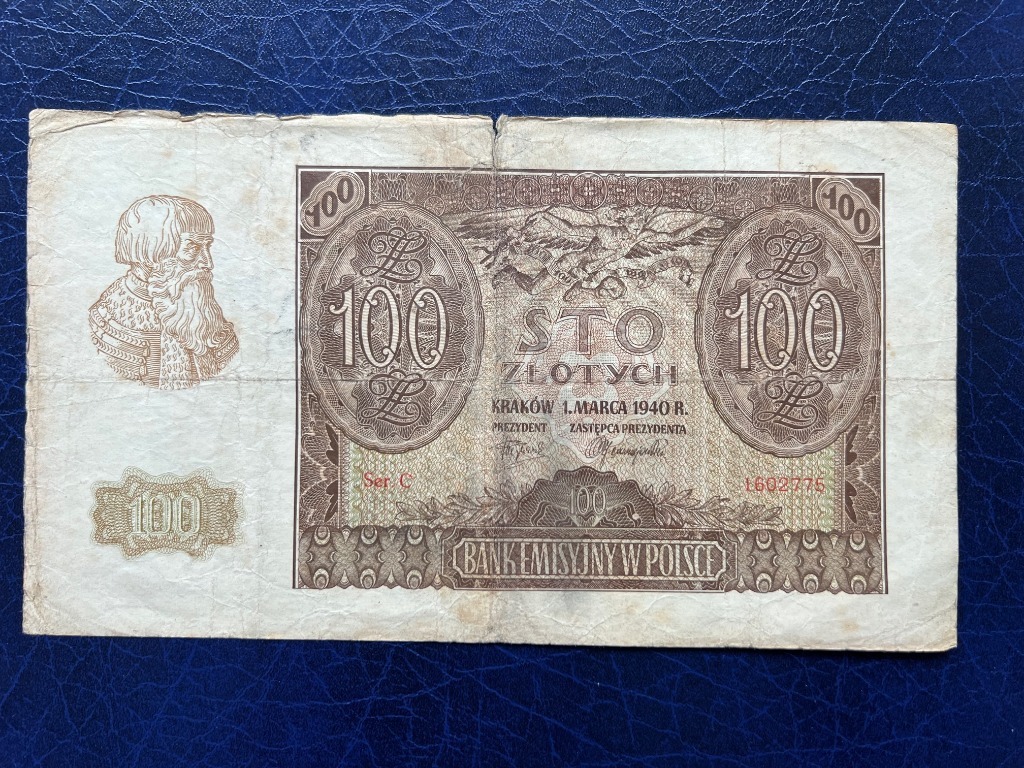 100 100
100 100
STO
ZŁOTYCH
KRAKÓW 1. MARCA 1940 R.
PREZYDENT ZASTĘPCA PREZYDENTA
Ser. C 1602776
100
100
BANK EMISYJNY W POLSCE